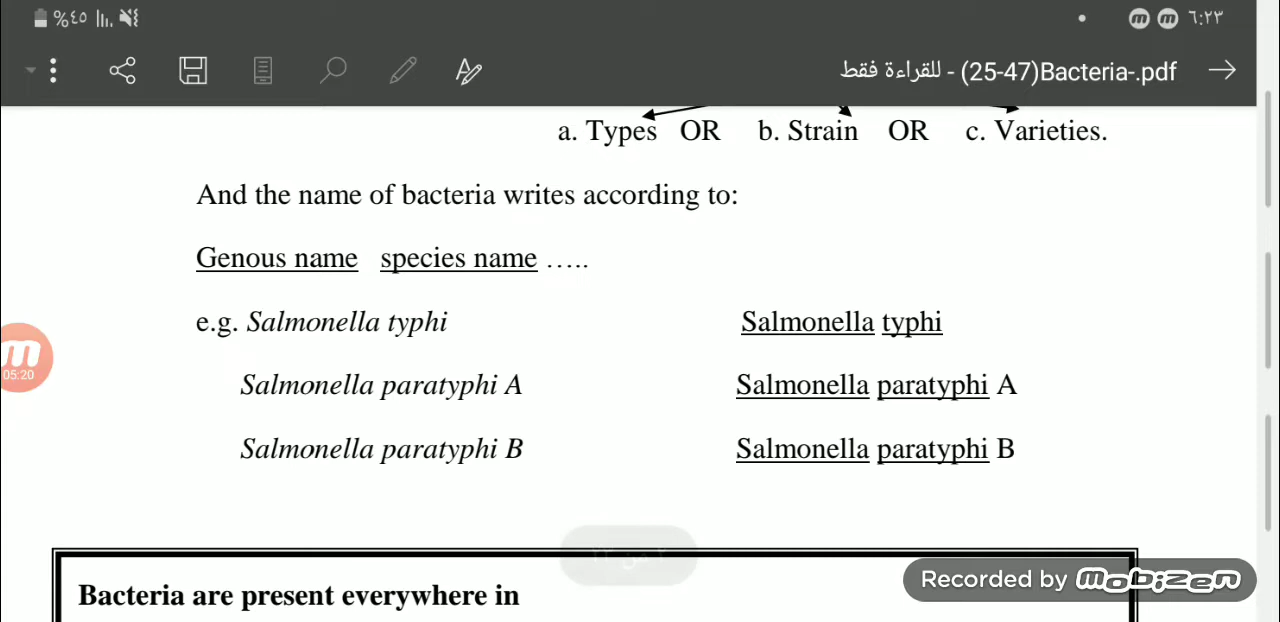 %٤٥ ٦:٢٣
للقراءة فقط - (25-47)Bacteria-.pdf
a. Types OR b. Strain OR c. Varieties.
And the name of bacteria writes according to:
Genous name species name …..
e.g. Salmonella typhi Salmonella typhi
Salmonella paratyphi A Salmonella paratyphi A
Salmonella paratyphi B Salmonella paratyphi B
05:20
Bacteria are present everywhere in
Recorded by mobizen